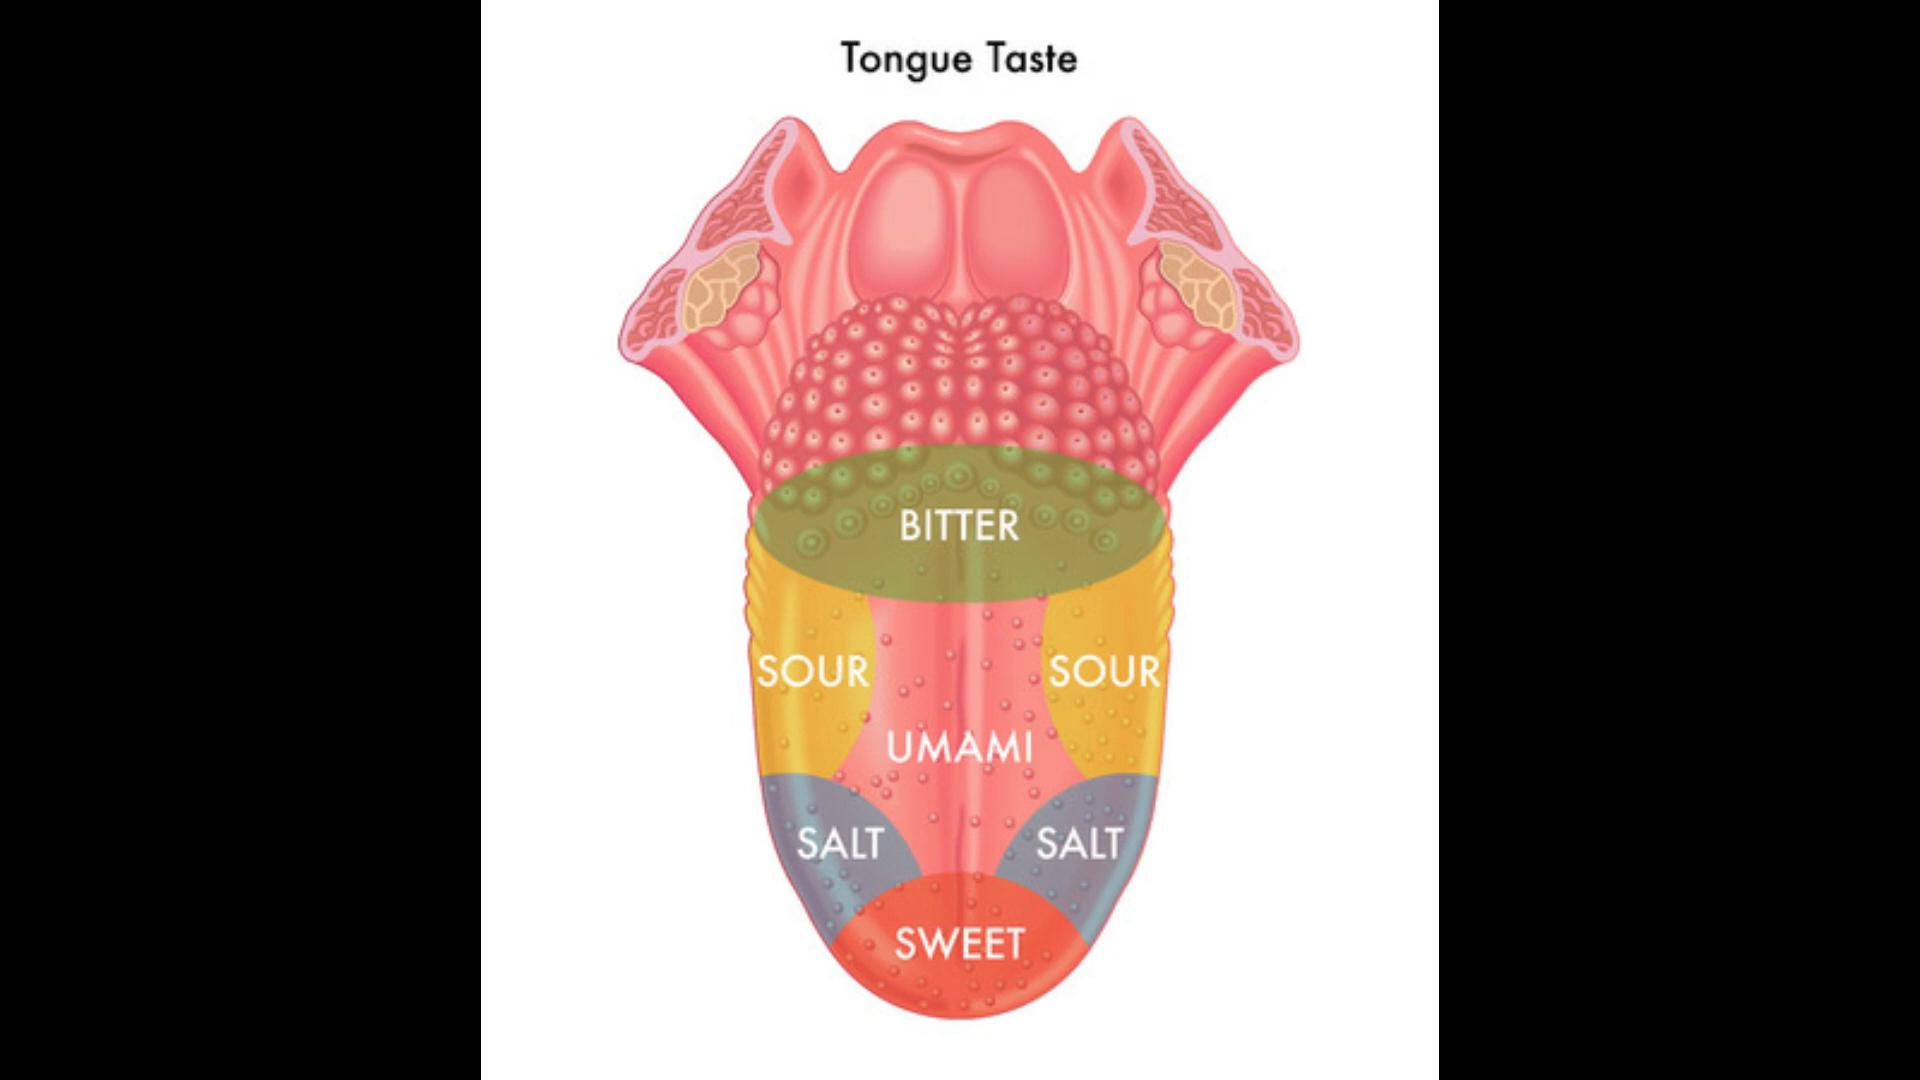 Tongue Taste
BITTER
SOUR SOUR
UMAMI
SALT SALT
SWEET